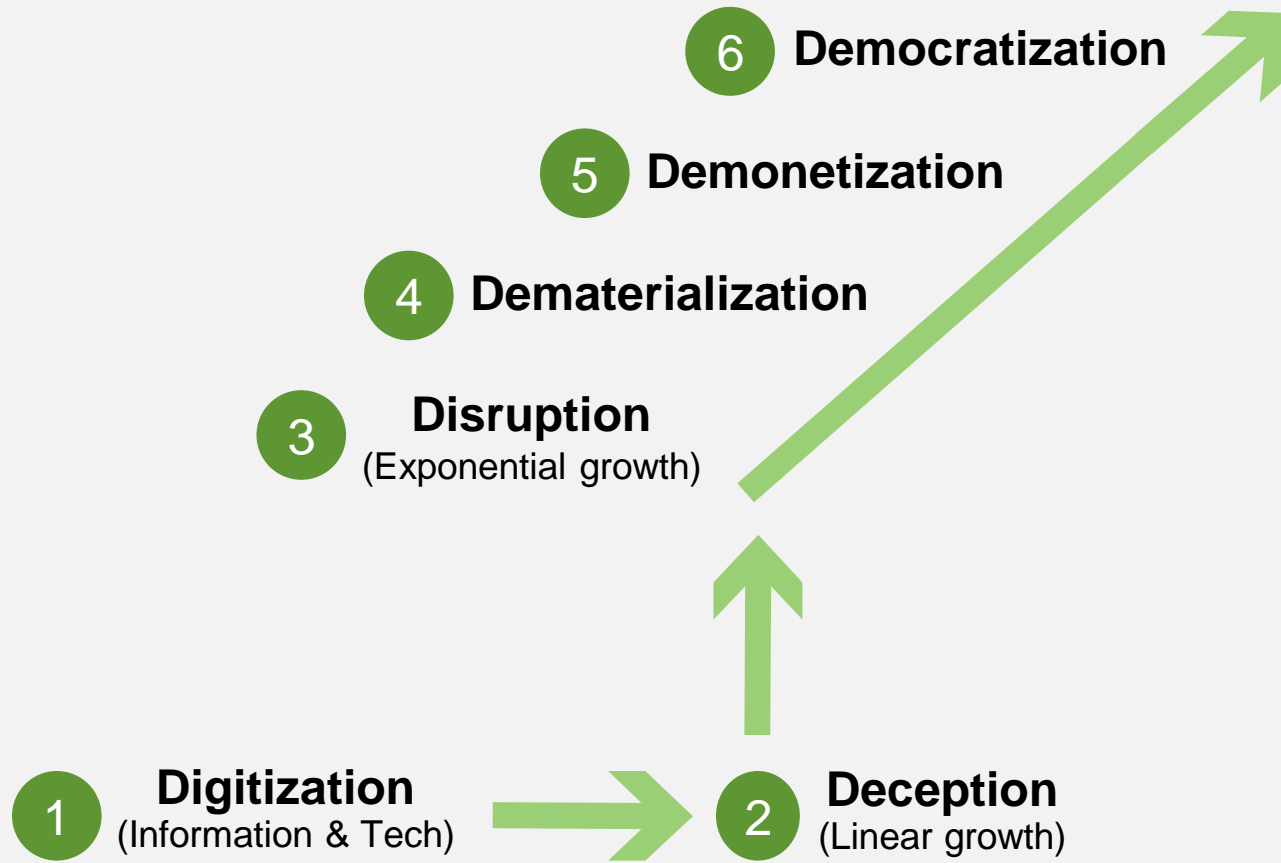 6 Democratization
5 Demonetization
4 Dematerialization
3 Disruption
(Exponential growth)
1 Digitization
(Information & Tech)
2 Deception
(Linear growth)